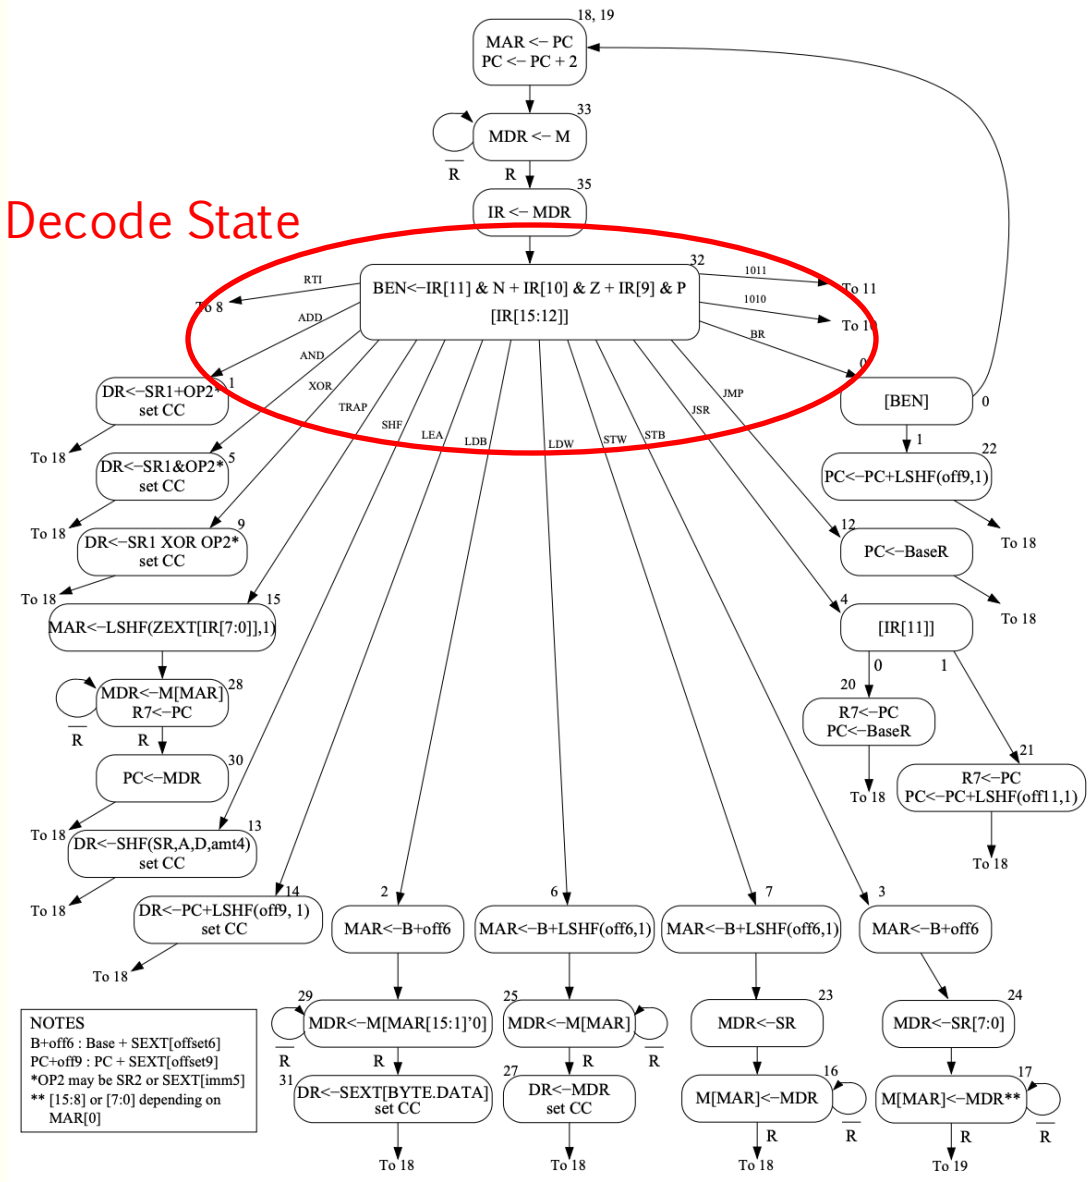 18, 19
MAR <− PC
PC <− PC + 2
33
MDR <− M
R
R
35
IR <− MDR
Decode State
32
BEN<−IR[11] & N + IR[10] & Z + IR[9] & P
[IR[15:12]]
RTI
To 8
1011
To 11
1010
To 10
ADD
AND
XOR
TRAP
SHF
LEA
LDB
LDW
STW
STB
JSR
JMP
BR
1
DR<−SR1+OP2*
set CC
To 18
5
DR<−SR1&OP2*
set CC
To 18
9
DR<−SR1 XOR OP2*
set CC
To 18
15
MAR<−LSHF(ZEXT[IR[7:0]],1)
28
MDR<−M[MAR]
R7<−PC
R
R
30
PC<−MDR
To 18
13
DR<−SHF(SR,A,D,amt4)
set CC
To 18
14
DR<−PC+LSHF(off9, 1)
set CC
To 18
0
[BEN]
0
1
22
PC<−PC+LSHF(off9,1)
To 18
12
PC<−BaseR
To 18
4
[IR[11]]
0
1
20
R7<−PC
PC<−BaseR
To 18
21
R7<−PC
PC<−PC+LSHF(off11,1)
To 18
2
MAR<−B+off6
29
MDR<−M[MAR[15:1]’0]
R
R
31
DR<−SEXT[BYTE.DATA]
set CC
To 18
6
MAR<−B+LSHF(off6,1)
25
MDR<−M[MAR]
R
R
27
DR<−MDR
set CC
To 18
7
MAR<−B+LSHF(off6,1)
23
MDR<−SR
16
M[MAR]<−MDR
R
R
To 18
3
MAR<−B+off6
24
MDR<−SR[7:0]
17
M[MAR]<−MDR**
R
R
To 19
NOTES
B+off6 : Base + SEXT[offset6]
PC+off9 : PC + SEXT[offset9]
*OP2 may be SR2 or SEXT[imm5]
** [15:8] or [7:0] depending on
MAR[0]